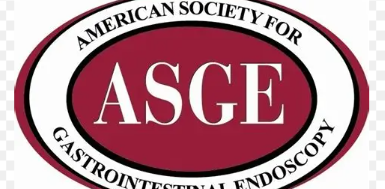 AMERICAN SOCIETY FOR
ASGE
GASTROINTESTINAL ENDOSCOPY